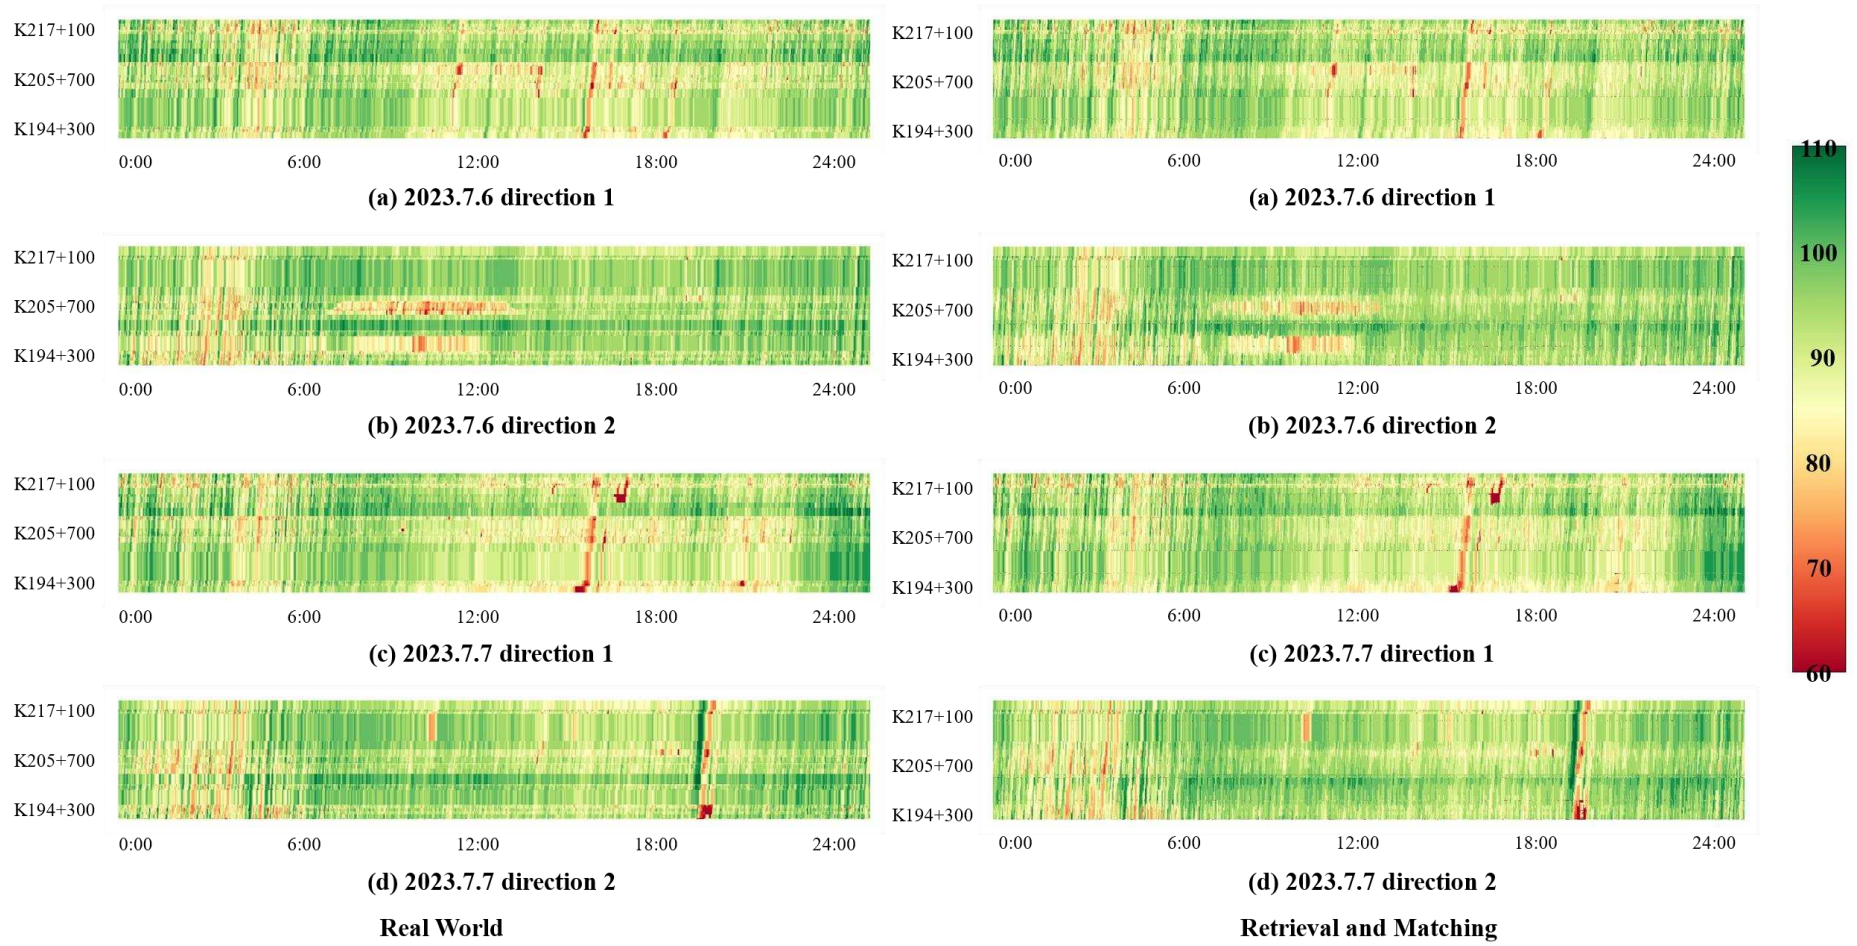 K217+100
K205+700
K194+300
0:00 6:00 12:00 18:00 24:00
(a) 2023.7.6 direction 1
K217+100
K205+700
K194+300
0:00 6:00 12:00 18:00 24:00
(a) 2023.7.6 direction 1
K217+100
K205+700
K194+300
0:00 6:00 12:00 18:00 24:00
(b) 2023.7.6 direction 2
K217+100
K205+700
K194+300
0:00 6:00 12:00 18:00 24:00
(b) 2023.7.6 direction 2
K217+100
K205+700
K194+300
0:00 6:00 12:00 18:00 24:00
(c) 2023.7.7 direction 1
K217+100
K205+700
K194+300
0:00 6:00 12:00 18:00 24:00
(c) 2023.7.7 direction 1
K217+100
K205+700
K194+300
0:00 6:00 12:00 18:00 24:00
(d) 2023.7.7 direction 2
K217+100
K205+700
K194+300
0:00 6:00 12:00 18:00 24:00
(d) 2023.7.7 direction 2
Real World
Retrieval and Matching
110
100
90
80
70
60